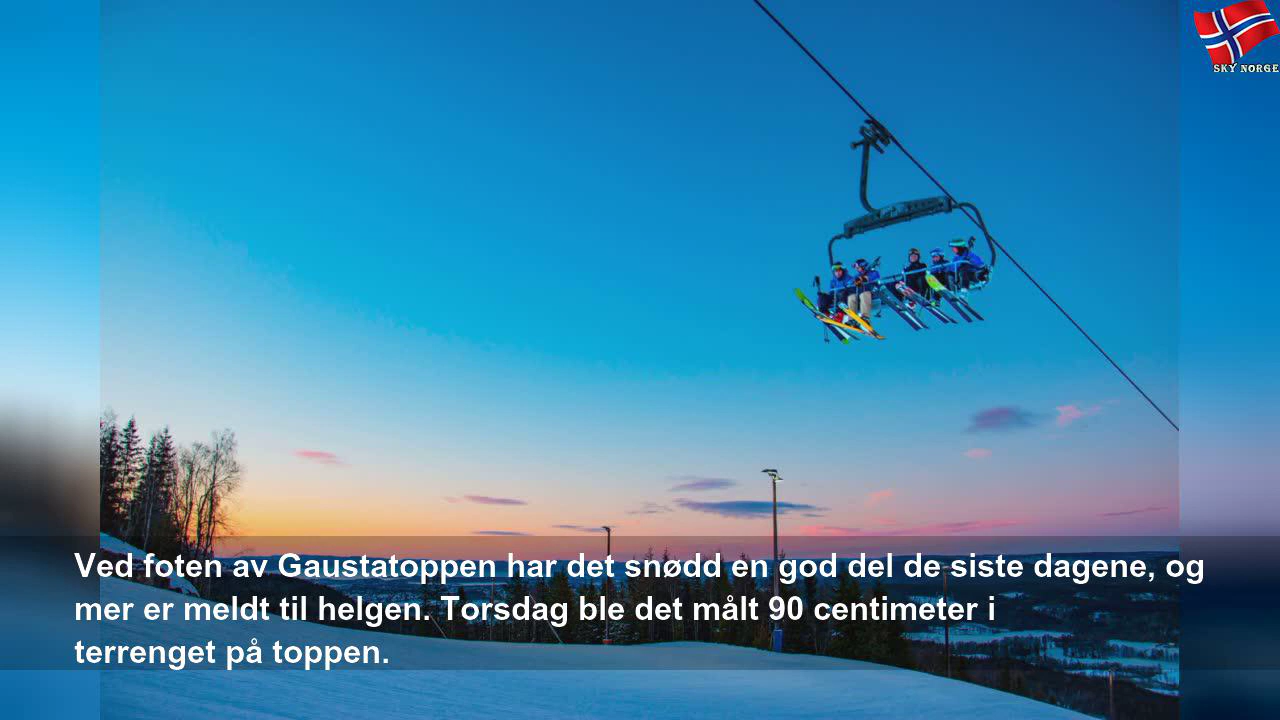 SKY NORGE
Ved foten av Gaustatoppen har det snødd en god del de siste dagene, og
mer er meldt til helgen. Torsdag ble det målt 90 centimeter i
terrenget på toppen.